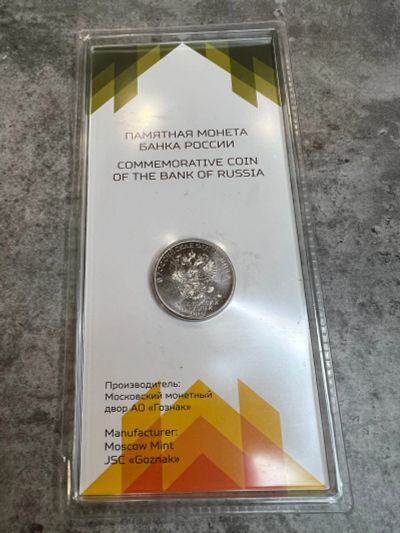 ПАМЯТНАЯ МОНЕТА
БАНКА РОССИИ
COMMEMORATIVE COIN
OF THE BANK OF RUSSIA
Производитель:
Московский монетный
двор АО «Гознак»
Manufacturer:
Moscow Mint
JSC «Goznak»